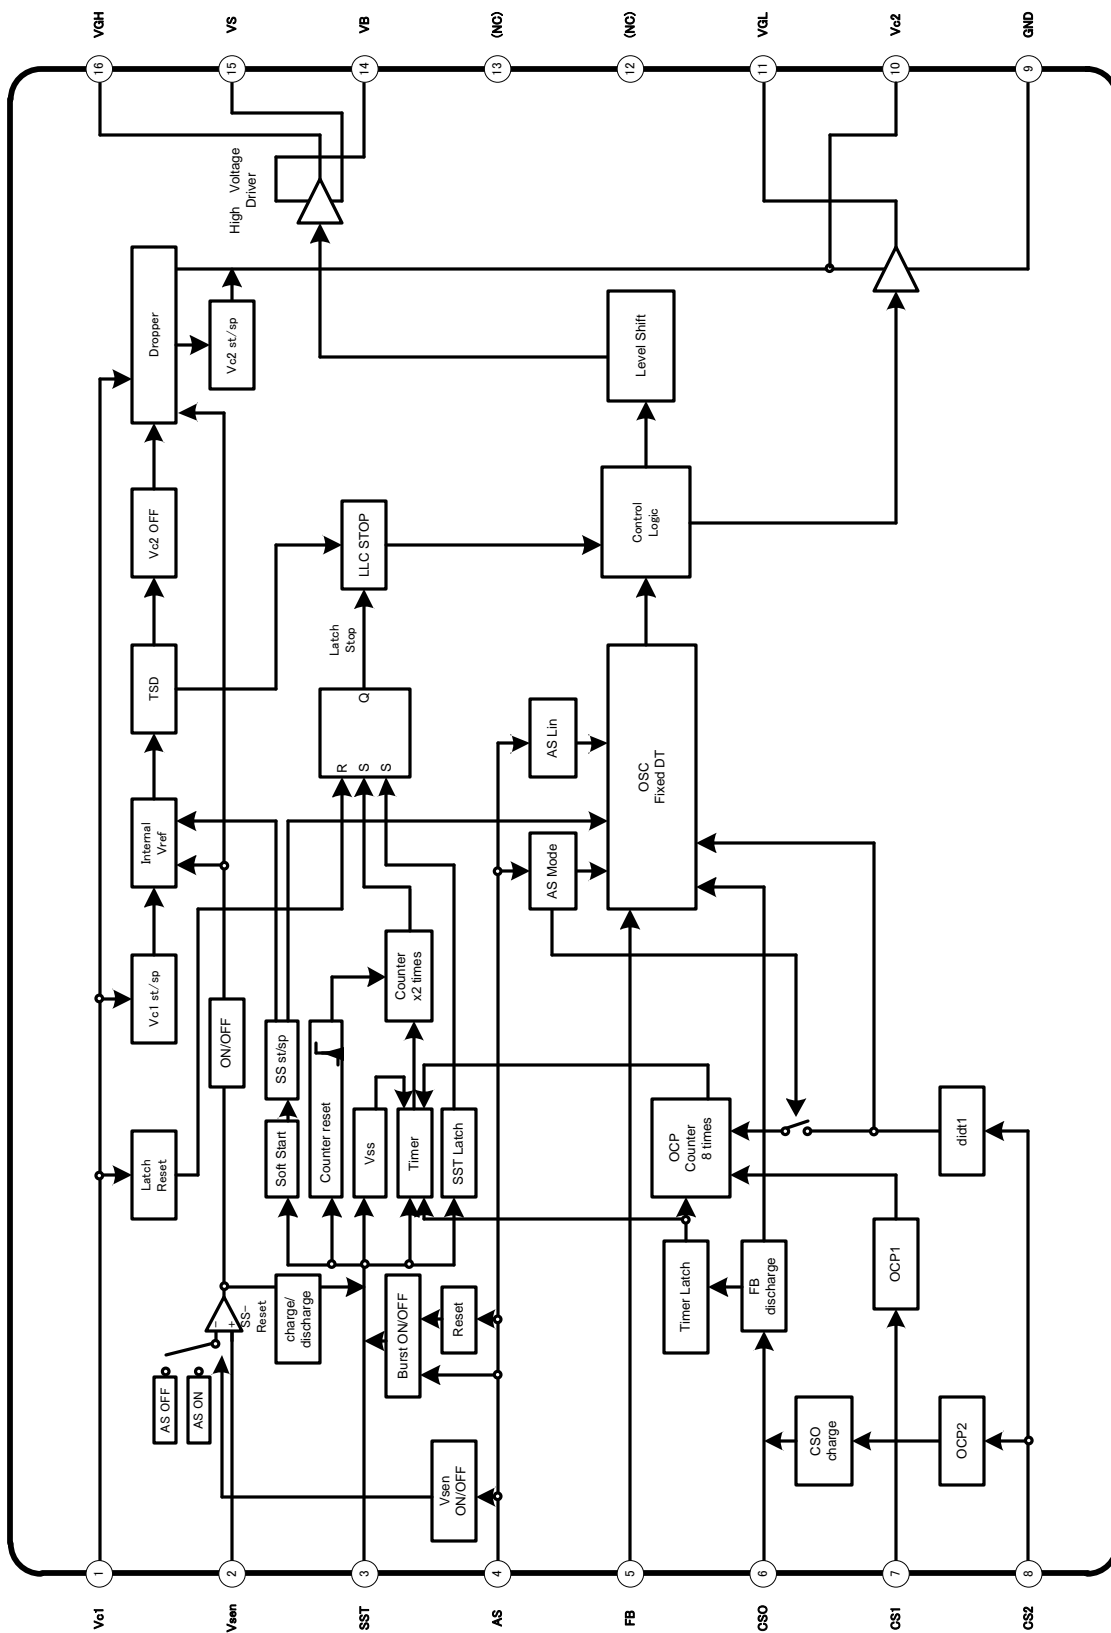 VGH
VS
VB
(NC)
(NC)
VGL
Vc2
GND
16
15
14
13
12
11
10
9
High Voltage
Driver
Dropper
Vc2 st/sp
Level Shift
Vc2 OFF
LLC STOP
Control
Logic
TSD
Latch
Stop
Q
R
S
S
AS Lin
OSC
Fixed DT
Internal
Vref
AS Mode
Vc1 st/sp
ON/OFF
Counter
x2 times
SS st/sp
Counter reset
Soft Start
Vss
Timer
SST Latch
Latch
Reset
OCP
Counter
8 times
didt1
OCP1
Timer Latch
FB
discharge
-
+
SS-
Reset
charge/
discharge
Burst ON/OFF
Reset
AS OFF
AS ON
Vsen
ON/OFF
CSO
charge
OCP2
1
2
3
4
5
6
7
8
Vc1
Vsen
SST
AS
FB
CSO
CS1
CS2